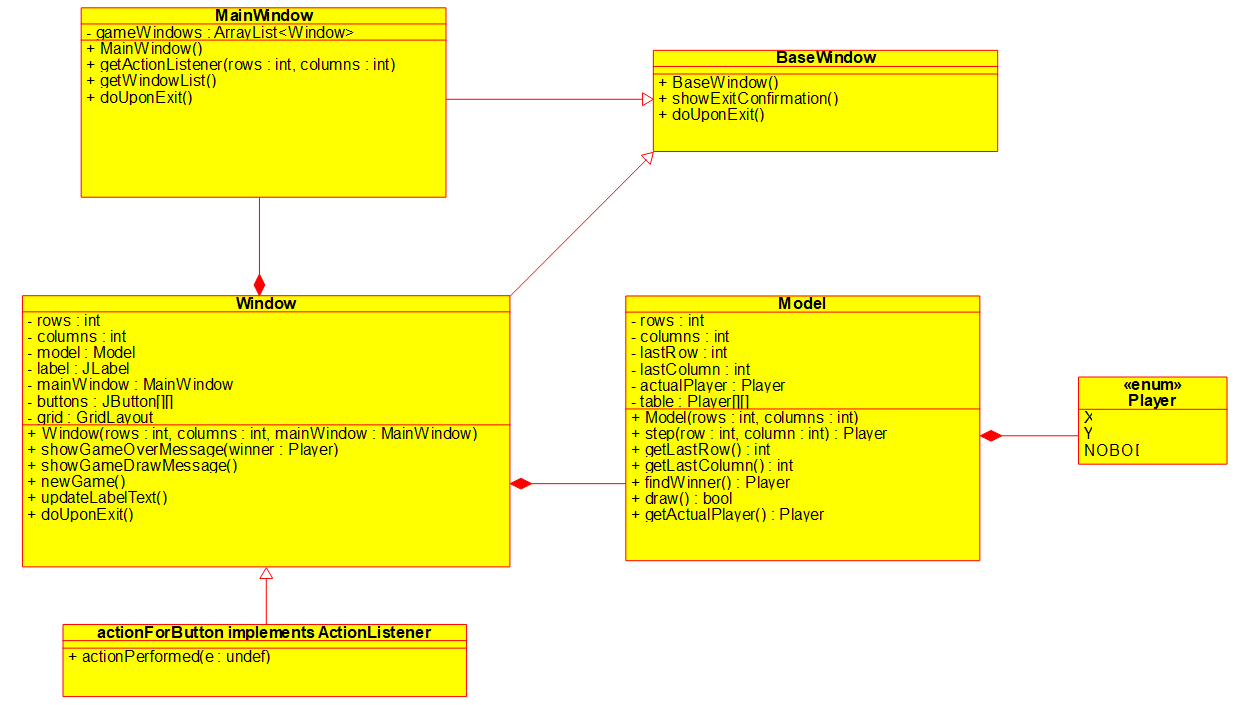 MainWindow
- gameWindows : ArrayList<Window>
+ MainWindow()
+ getActionListener(rows : int, columns : int)
+ getWindowList()
+ doUponExit()
BaseWindow
+ BaseWindow()
+ showExitConfirmation()
+ doUponExit()
Window
- rows : int
- columns : int
- model : Model
- label : JLabel
- mainWindow : MainWindow
- buttons : JButton[][]
- grid : GridLayout
+ Window(rows : int, columns : int, mainWindow : MainWindow)
+ showGameOverMessage(winner : Player)
+ showGameDrawMessage()
+ newGame()
+ updateLabelText()
+ doUponExit()
Model
- rows : int
- columns : int
- lastRow : int
- lastColumn : int
- actualPlayer : Player
- table : Player[][]
+ Model(rows : int, columns : int)
+ step(row : int, column : int) : Player
+ getLastRow() : int
+ getLastColumn() : int
+ findWinner() : Player
+ draw() : bool
+ getActualPlayer() : Player
«enum»
Player
X
Y
actionForButton implements ActionListener
+ actionPerformed(e : undef)